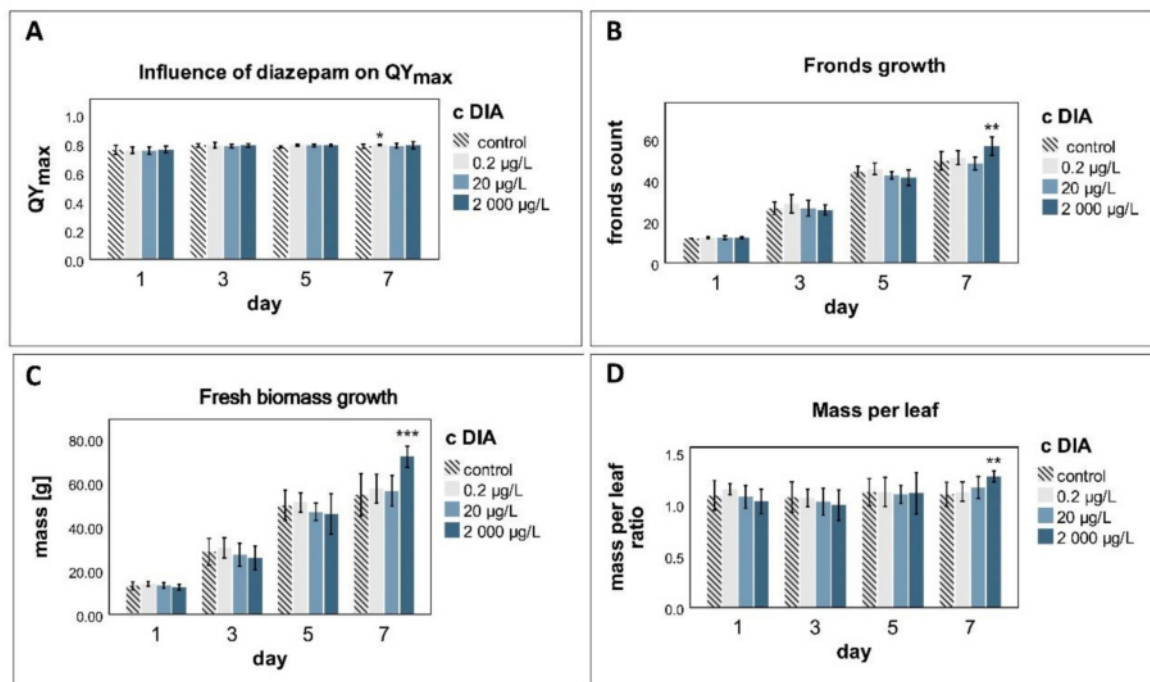 A
Influence of diazepam on QYmax
QYmax
1.0
0.8
0.6
0.4
0.2
0.0
*
1 3 5 7
day
c DIA
control
0.2 µg/L
20 µg/L
2 000 µg/L
B
Fronds growth
fronds count
60
40
20
0
**
1 3 5 7
day
c DIA
control
0.2 µg/L
20 µg/L
2 000 µg/L
C
Fresh biomass growth
mass [g]
80.00
60.00
40.00
20.00
0.00
***
1 3 5 7
day
c DIA
control
0.2 µg/L
20 µg/L
2 000 µg/L
D
Mass per leaf
mass per leaf
ratio
1.5
1.0
0.5
0.0
**
1 3 5 7
day
c DIA
control
0.2 µg/L
20 µg/L
2 000 µg/L